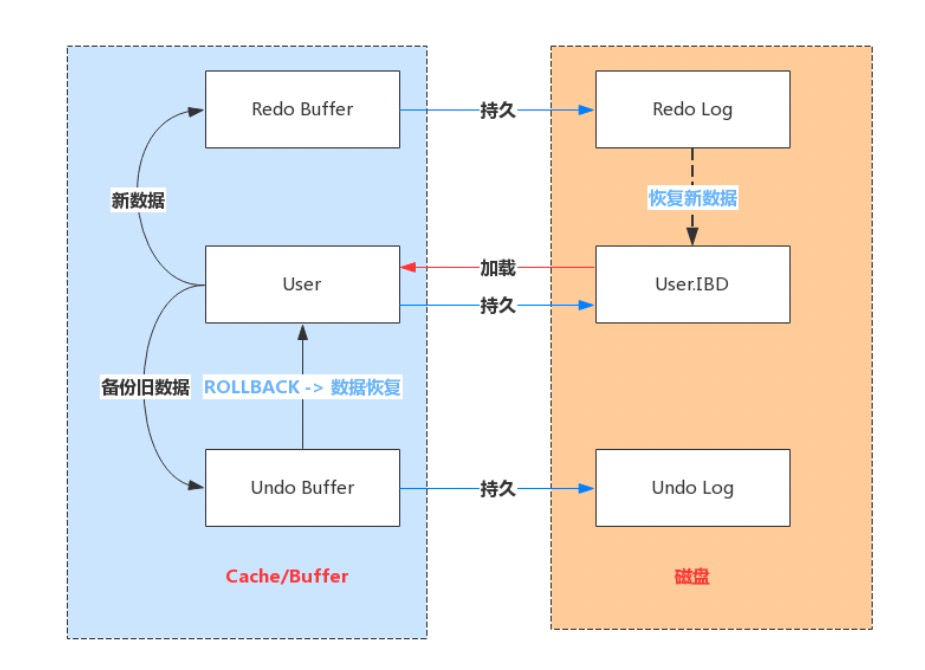 Redo Buffer
持久
Redo Log
新数据
恢复新数据
User
加载
持久
User.IBD
备份旧数据
ROLLBACK -> 数据恢复
Undo Buffer
持久
Undo Log
Cache/Buffer
磁盘